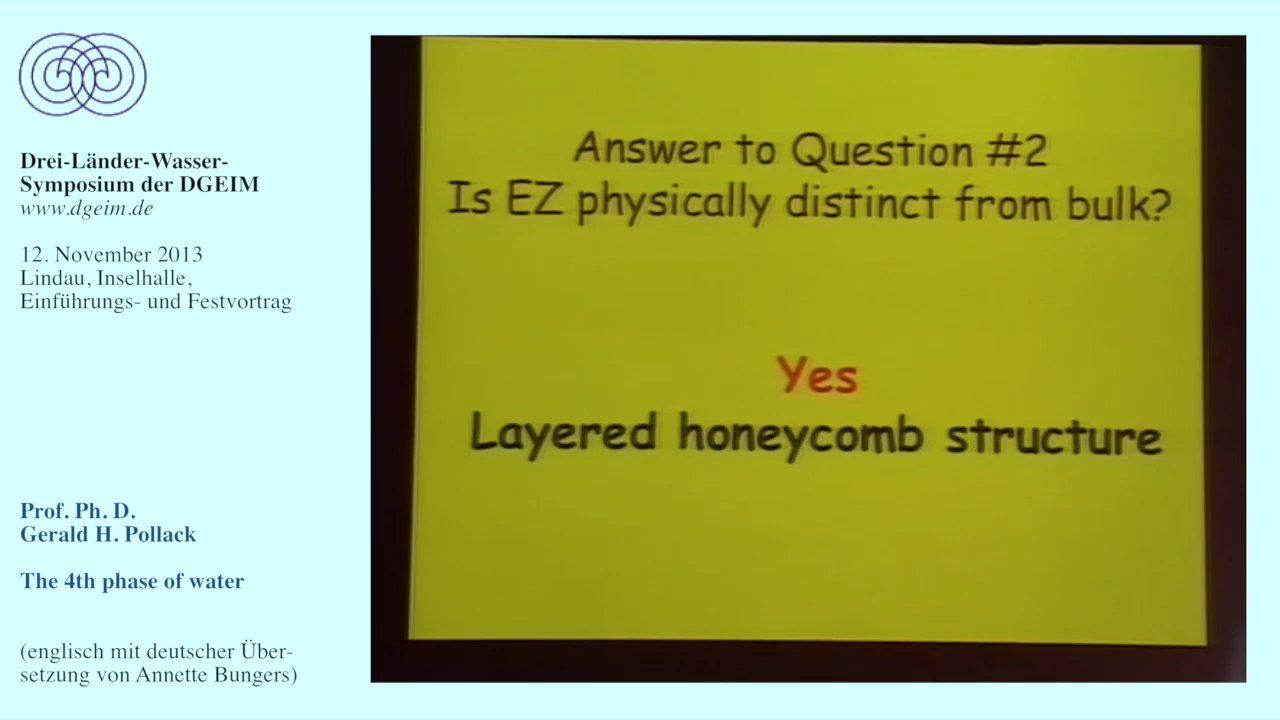 Drei-Länder-Wasser-
Symposium der DGEIM
www.dgeim.de
12. November 2013
Lindau, Inselhalle,
Einführungs- und Festvortrag
Prof. Ph. D.
Gerald H. Pollack
The 4th phase of water
(englisch mit deutscher Über-
setzung von Annette Bungers)
Answer to Question #2
Is EZ physically distinct from bulk?
Yes
Layered honeycomb structure